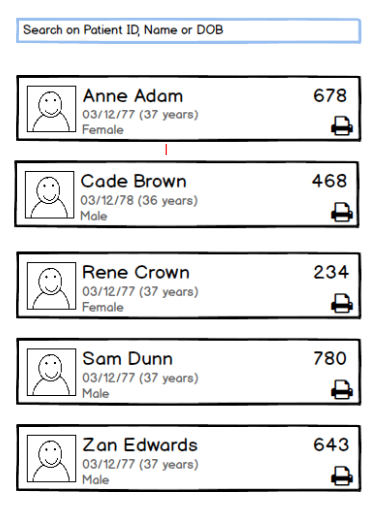 Search on Patient ID, Name or DOB
Anne Adam 678
03/12/77 (37 years)
Female
Cade Brown 468
03/12/78 (36 years)
Male
Rene Crown 234
03/12/77 (37 years)
Female
Sam Dunn 780
03/12/77 (37 years)
Male
Zan Edwards 643
03/12/77 (37 years)
Male